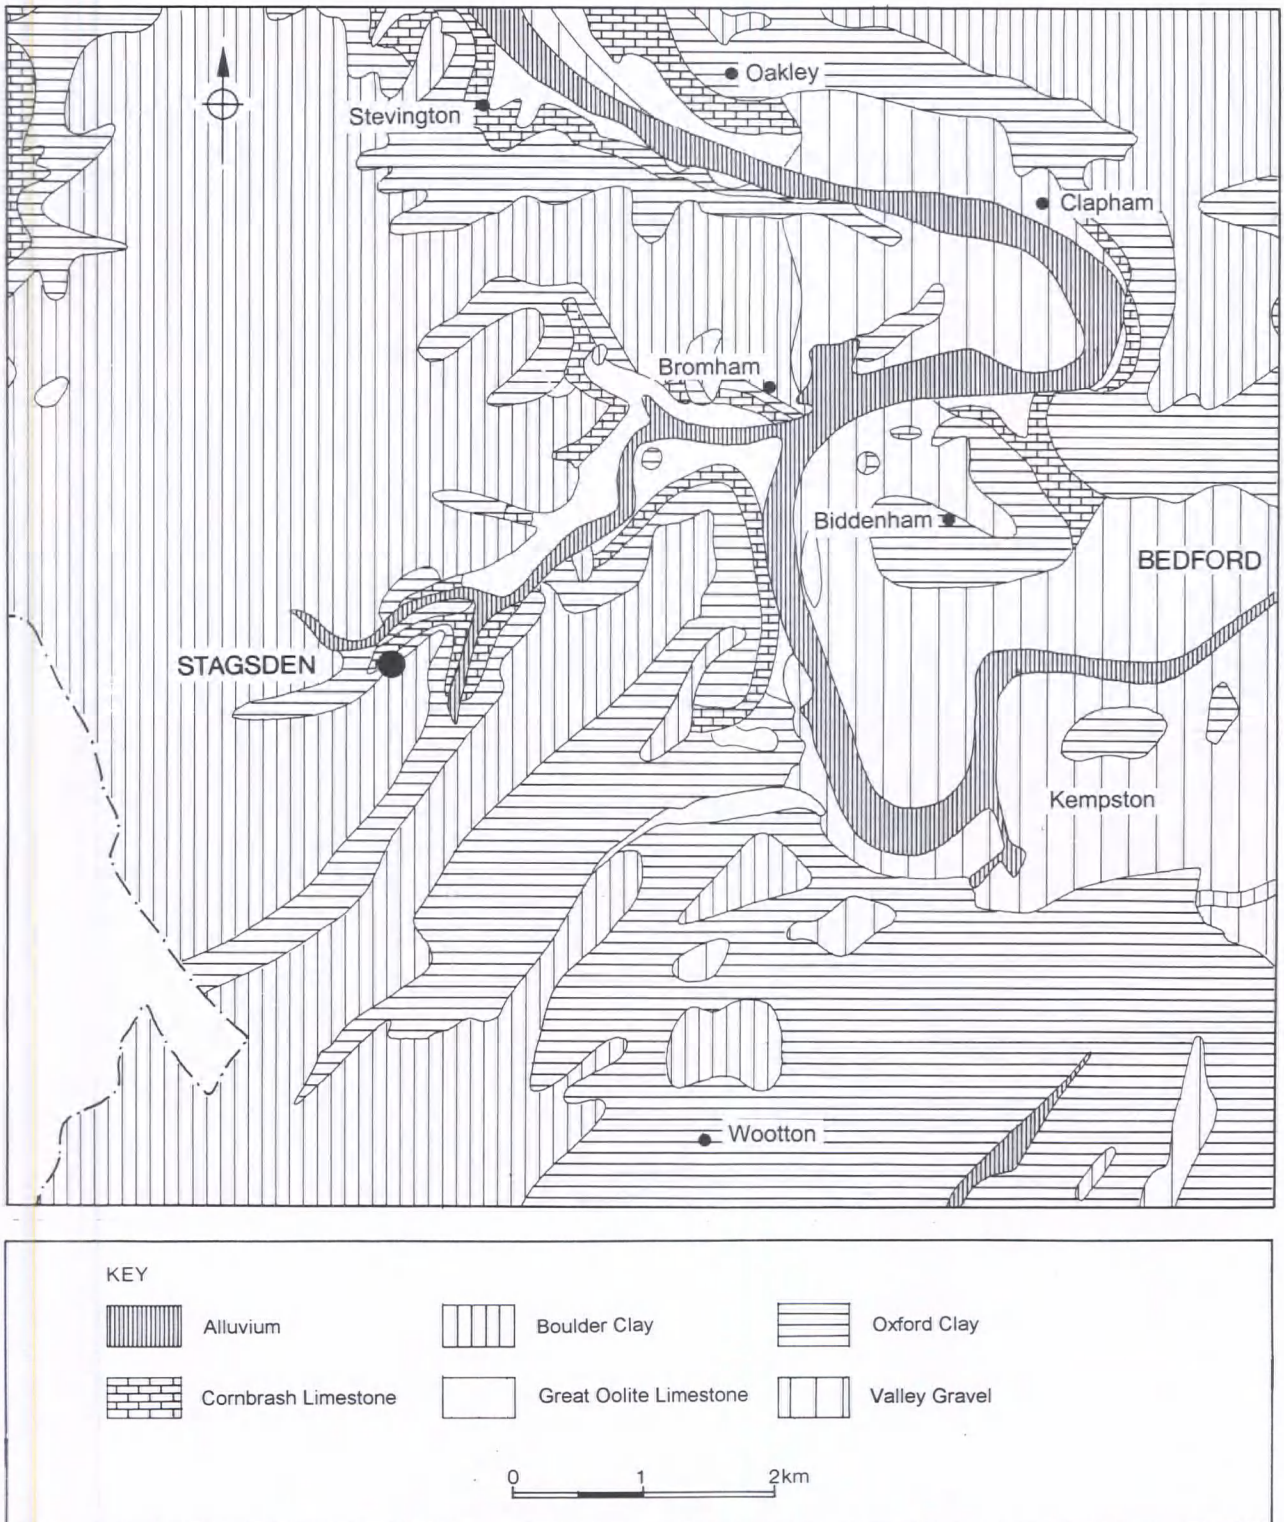 Oakley
Stevington
Clapham
Bromham
Biddenham
BEDFORD
STAGSDEN
Kempston
Wootton
KEY
Alluvium
Boulder Clay
Oxford Clay
Cornbrash Limestone
Great Oolite Limestone
Valley Gravel
0 1 2km